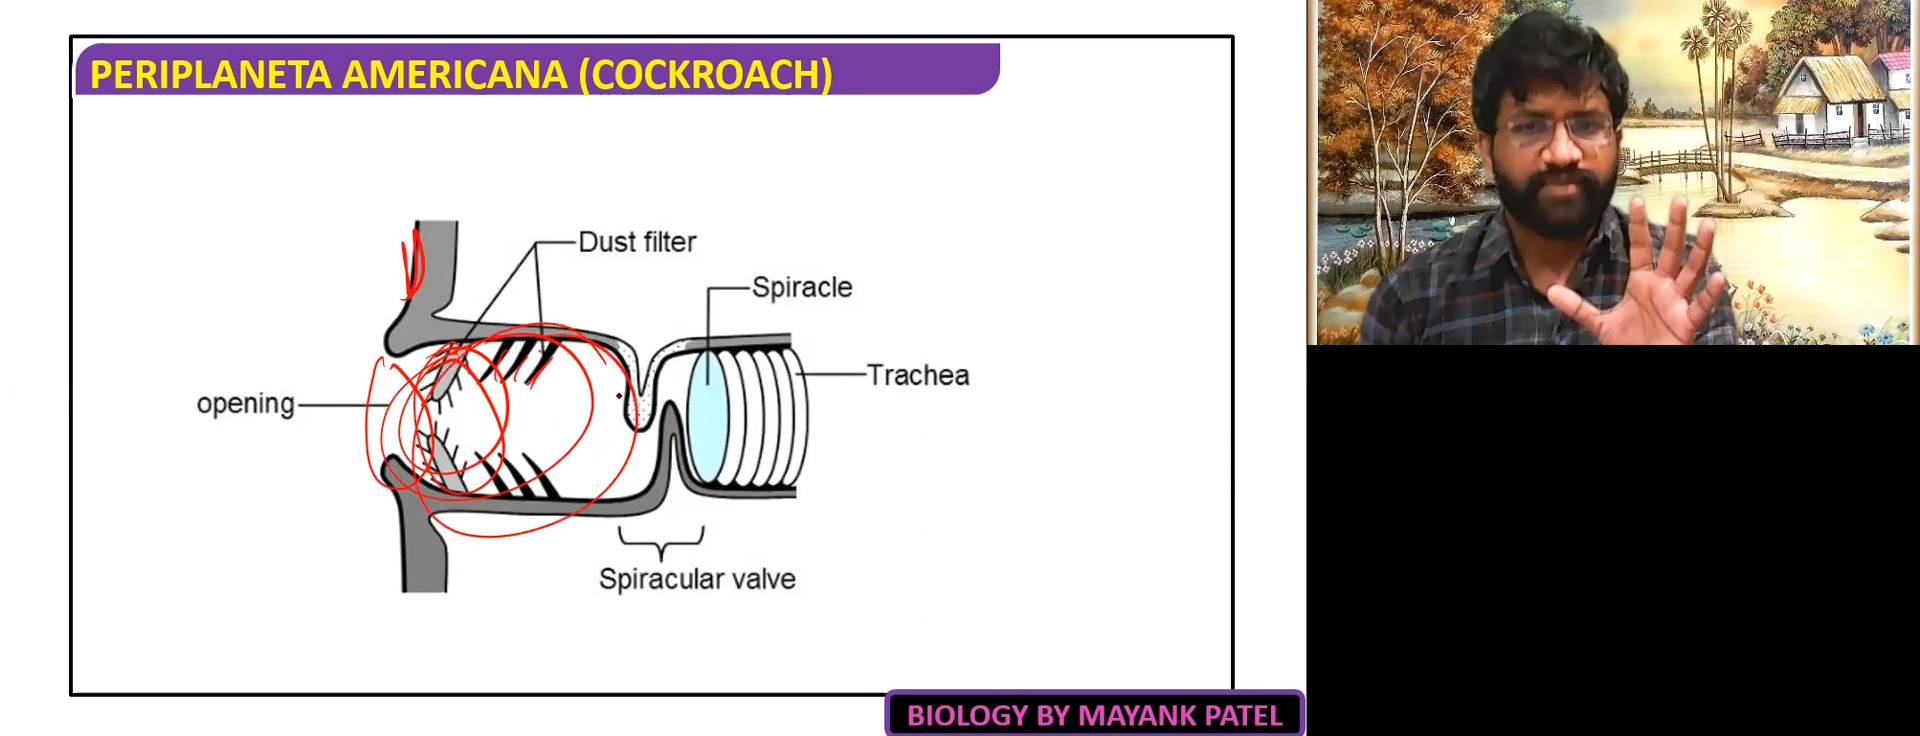 PERIPLANETA AMERICANA (COCKROACH)
Dust filter
Spiracle
Trachea
opening
Spiracular valve
BIOLOGY BY MAYANK PATEL